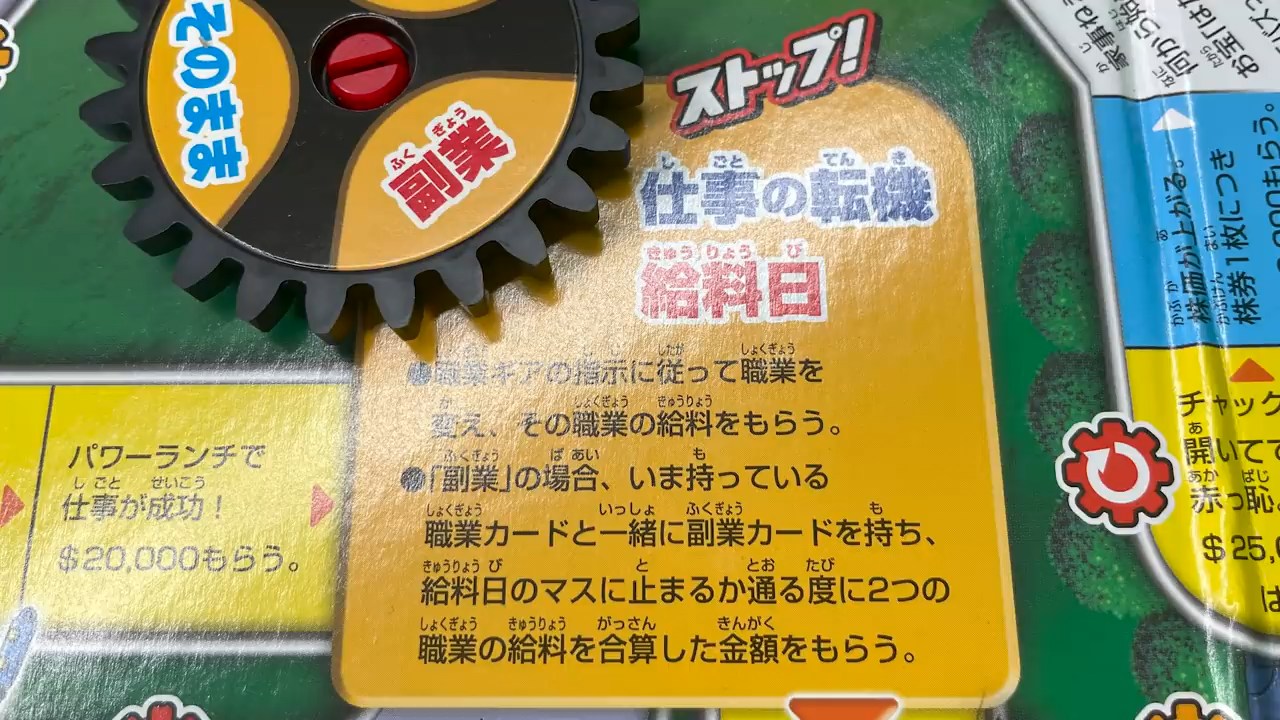 そのまま
副業
ストップ!
仕事の転機
給料日
●職業ギアの指示に従って職業を
変え、その職業の給料をもらう。
●「副業」の場合、いま持っている
職業カードと一緒に副業カードを持ち、
給料日のマスに止まるか通る度に2つの
職業の給料を合算した金額をもらう。
パワーランチで
仕事が成功!
$20,000もらう。
株価が上がる。
株券1枚につき
チャック
開いてて
赤っ恥
$25,0
は